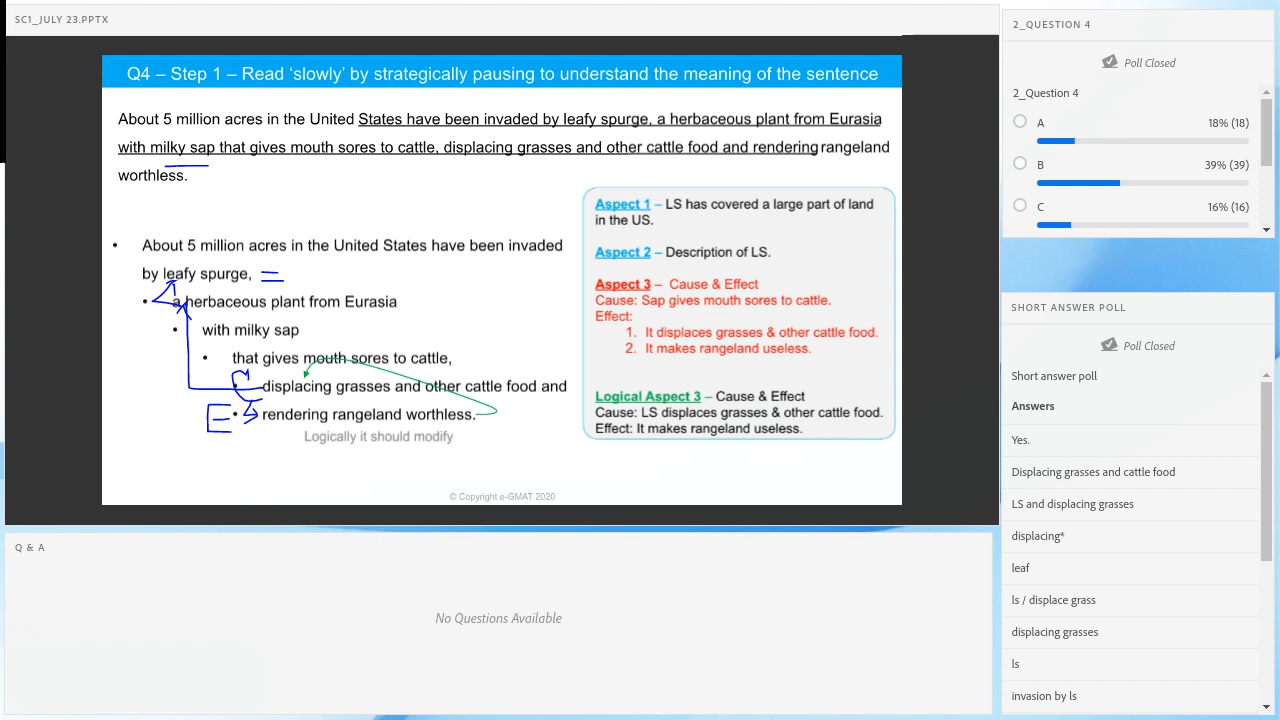 SC1_JULY 23.PPTX
Q4 – Step 1 – Read ‘slowly’ by strategically pausing to understand the meaning of the sentence
About 5 million acres in the United States have been invaded by leafy spurge, a herbaceous plant from Eurasia
with milky sap that gives mouth sores to cattle, displacing grasses and other cattle food and rendering rangeland
worthless.
• About 5 million acres in the United States have been invaded
by leafy spurge,
• a herbaceous plant from Eurasia
• with milky sap
• that gives mouth sores to cattle,
• displacing grasses and other cattle food and
E • rendering rangeland worthless.
Logically it should modify
Aspect 1 – LS has covered a large part of land
in the US.
Aspect 2 – Description of LS.
Aspect 3 – Cause & Effect
Cause: Sap gives mouth sores to cattle.
Effect:
1. It displaces grasses & other cattle food.
2. It makes rangeland useless.
Logical Aspect 3 – Cause & Effect
Cause: LS displaces grasses & other cattle food.
Effect: It makes rangeland useless.
© Copyright e-GMAT 2020
Q & A
No Questions Available
2_QUESTION 4
Poll Closed
2_Question 4
A 18% (18)
B 39% (39)
C 16% (16)
SHORT ANSWER POLL
Poll Closed
Short answer poll
Answers
Yes.
Displacing grasses and cattle food
LS and displacing grasses
displacing*
leaf
ls / displace grass
displacing grasses
ls
invasion by ls